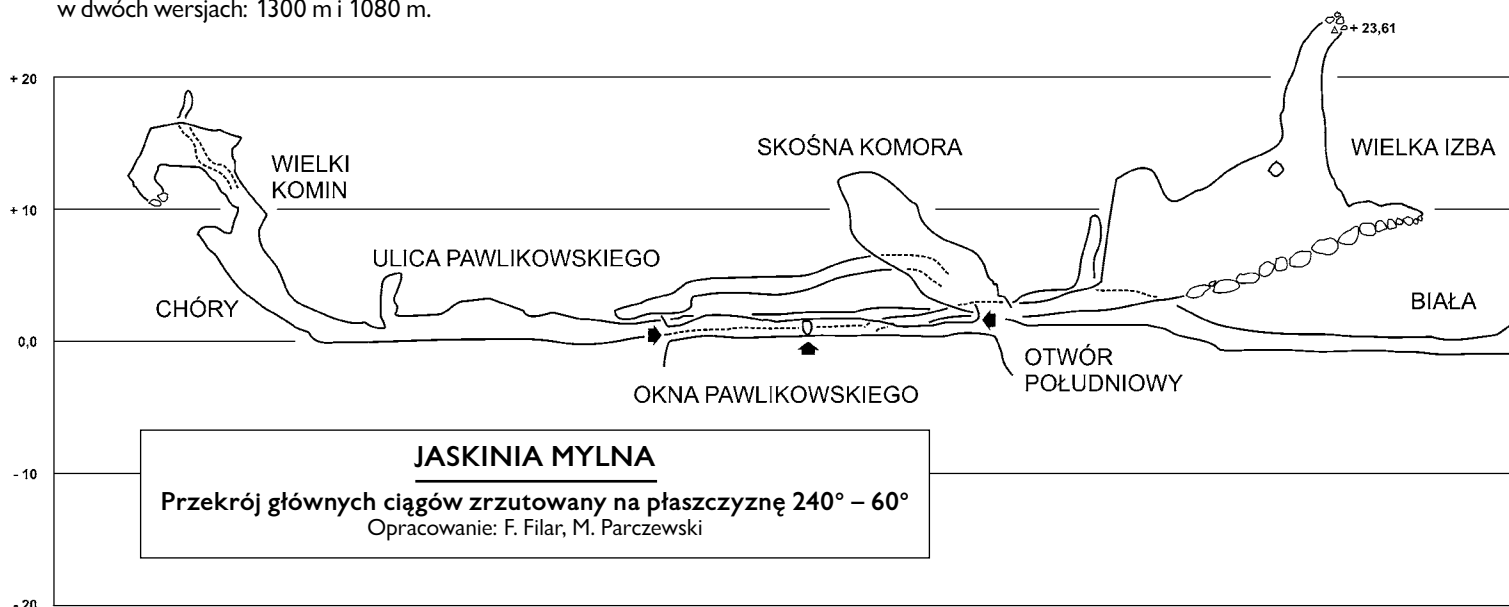 w dwóch wersjach: 1300 m i 1080 m.
+ 23,61
+ 20
SKOŚNA KOMORA
WIELKA IZBA
WIELKI
KOMIN
+ 10
ULICA PAWLIKOWSKIEGO
CHÓRY
BIAŁA
0,0
OTWÓR
POŁUDNIOWY
OKNA PAWLIKOWSKIEGO
JASKINIA MYLNA
- 10
Przekrój głównych ciągów zrzutowany na płaszczyznę 240° – 60°
Opracowanie: F. Filar, M. Parczewski
- 20